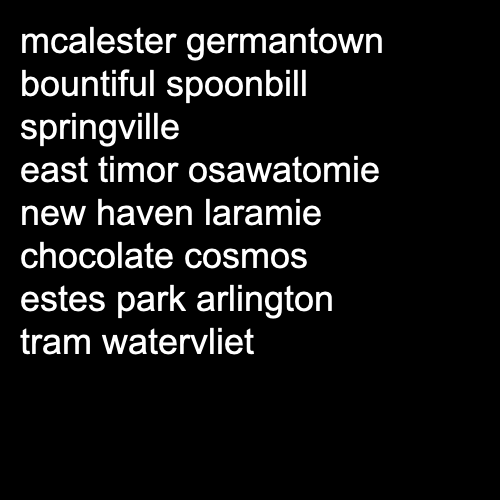 mcalester germantown
bountiful spoonbill
springville
east timor osawatomie
new haven laramie
chocolate cosmos
estes park arlington
tram watervliet